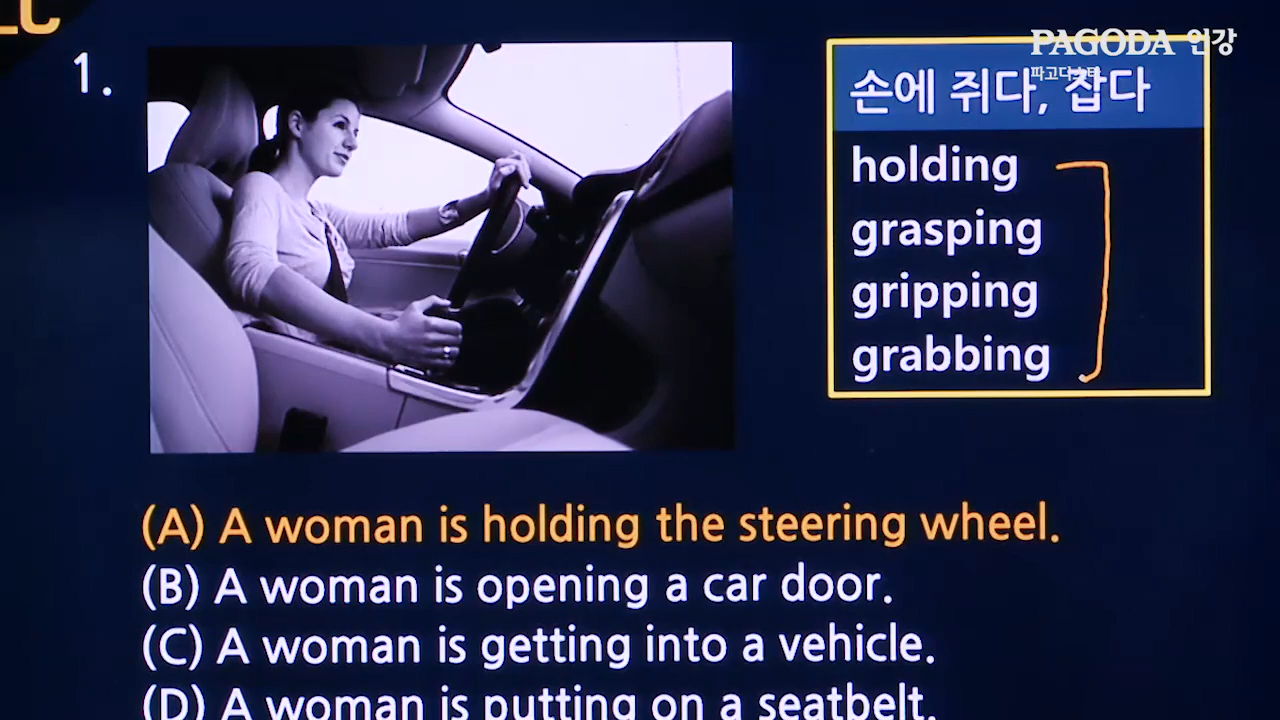 LC
1.
PAGODA 인강
파고다스타
손에 쥐다, 잡다
holding
grasping
gripping
grabbing
(A) A woman is holding the steering wheel.
(B) A woman is opening a car door.
(C) A woman is getting into a vehicle.
(D) A woman is putting on a seatbelt.